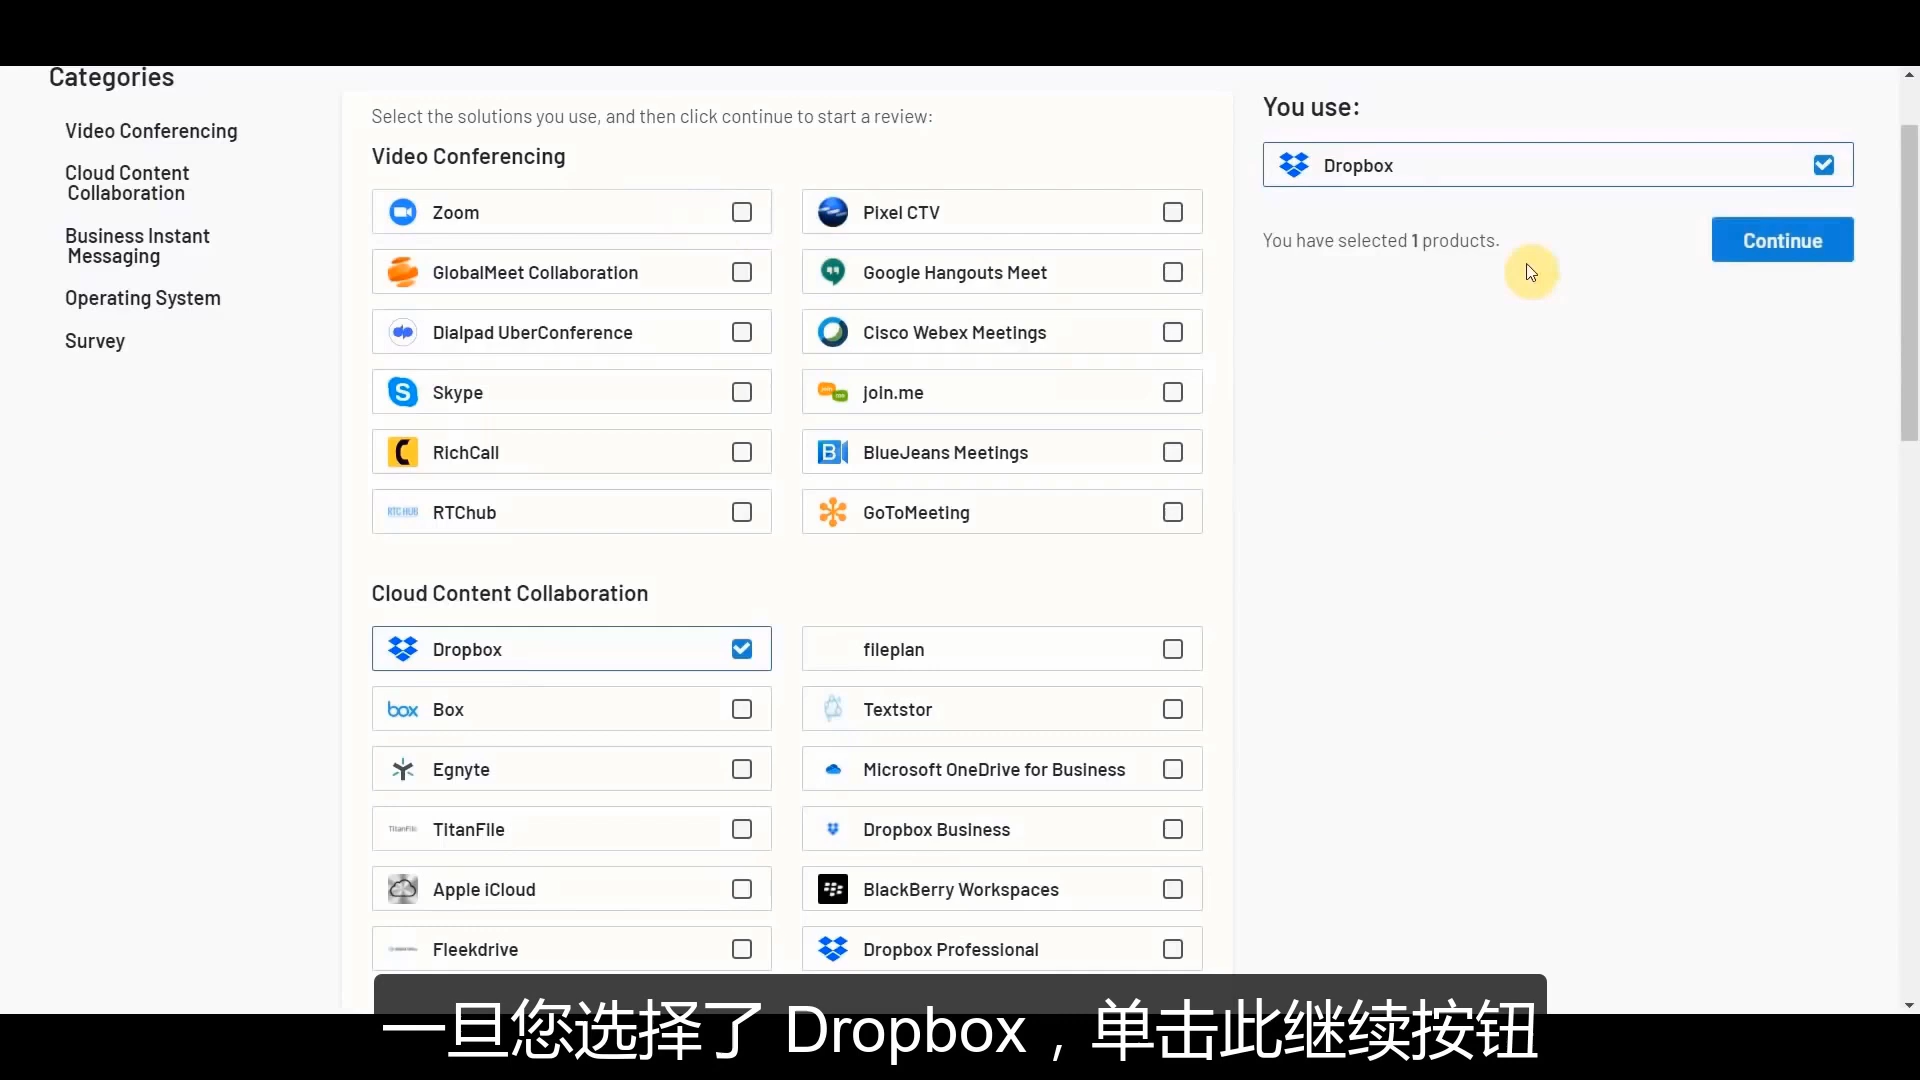 Categories
Video Conferencing
Cloud Content
Collaboration
Business Instant
Messaging
Operating System
Survey
Select the solutions you use, and then click continue to start a review:
Video Conferencing
Zoom
Pixel CTV
GlobalMeet Collaboration
Google Hangouts Meet
Dialpad UberConference
Cisco Webex Meetings
Skype
join.me
RichCall
BlueJeans Meetings
RTC HUB RTChub
GoToMeeting
Cloud Content Collaboration
Dropbox
fileplan
box Box
Textstor
Egnyte
Microsoft OneDrive for Business
TitanFile TitanFile
Dropbox Business
Apple iCloud
BlackBerry Workspaces
Fleekdrive
Dropbox Professional
You use:
Dropbox
You have selected 1 products.
Continue
一旦您选择了 Dropbox，单击此继续按钮